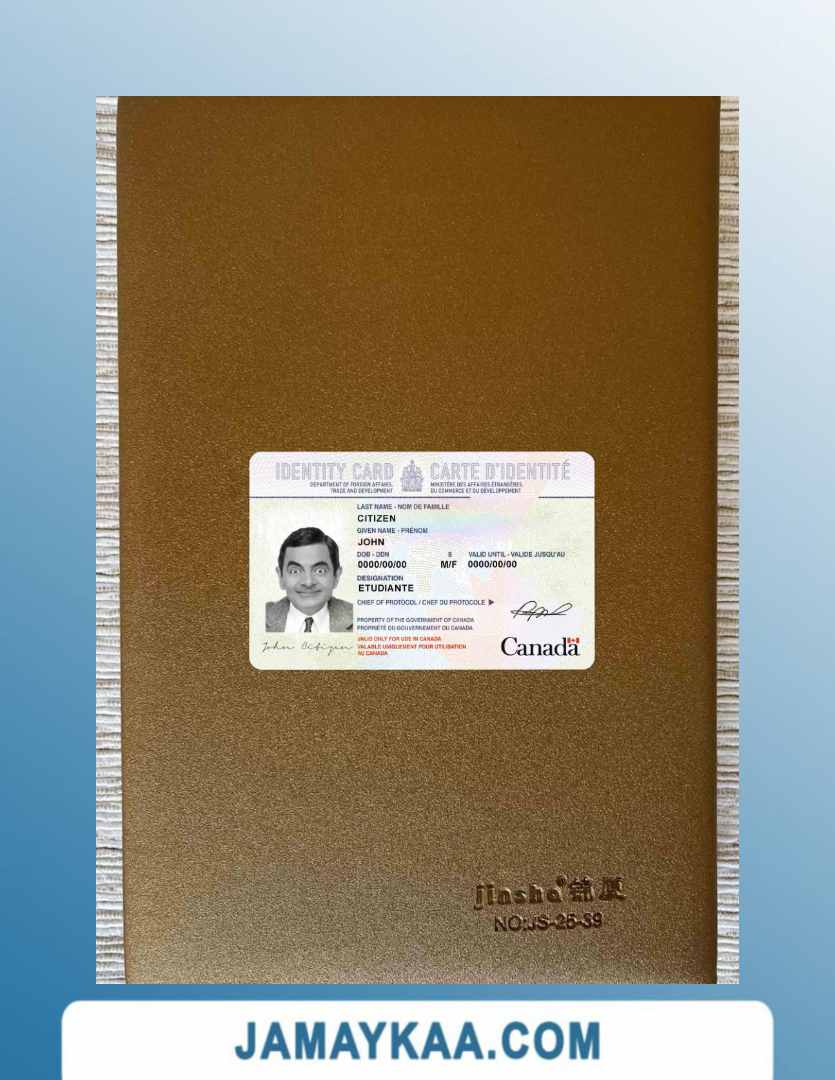 IDENTITY CARD CARTE D'IDENTITÉ
DEPARTMENT OF FOREIGN AFFAIRS, MINISTÈRE DES AFFAIRES ÉTRANGÈRES,
TRADE AND DEVELOPMENT DU COMMERCE ET DU DÉVELOPPEMENT
LAST NAME - NOM DE FAMILLE
CITIZEN
GIVEN NAME - PRÉNOM
JOHN
DOB - DDN S VALID UNTIL - VALIDE JUSQU'AU
0000/00/00 M/F 0000/00/00
DESIGNATION
ETUDIANTE
CHIEF OF PROTOCOL / CHEF DU PROTOCOLE ▶
PROPERTY OF THE GOVERNMENT OF CANADA
PROPRIÉTÉ DU GOUVERNEMENT DU CANADA
John Citizen
VALID ONLY FOR USE IN CANADA
VALABLE UNIQUEMENT POUR UTILISATION
AU CANADA
Canada
jinsha®
NO:JS-25-39
JAMAYKAA.COM